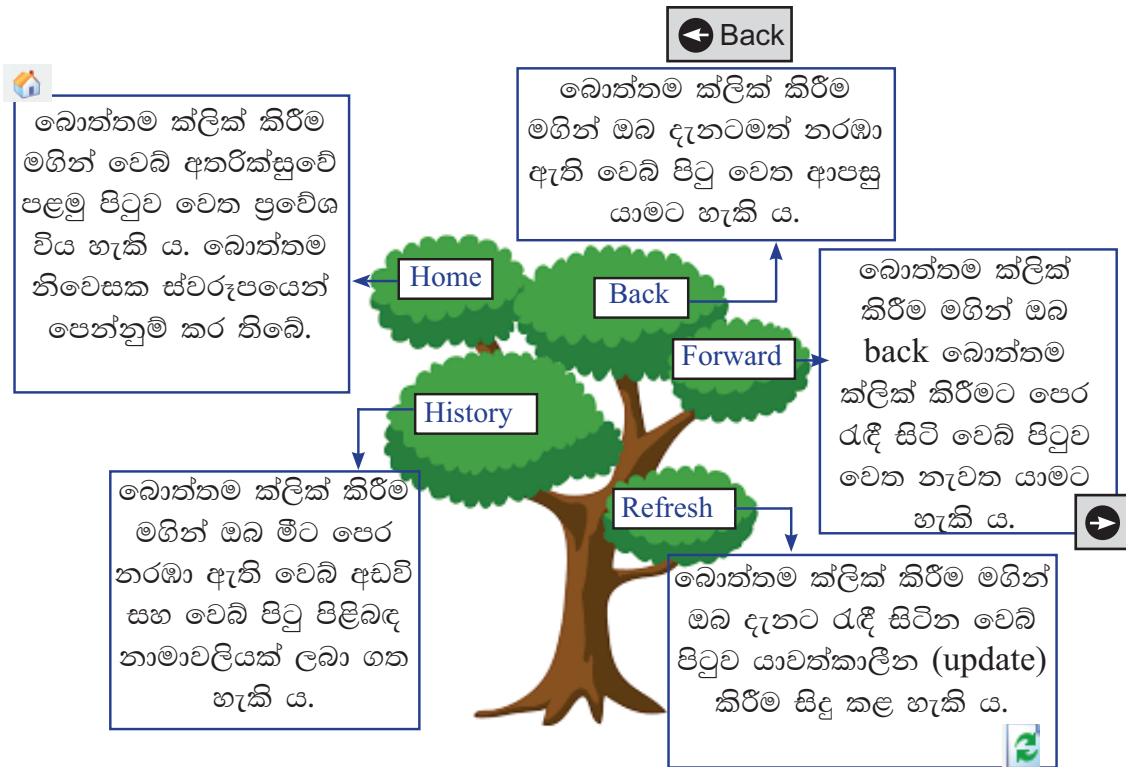 Back
බොත්තම ක්ලික් කිරීම
මගින් ඔබ දැනටමත් නරඹා
ඇති වෙබ් පිටු වෙත ආපසු
යාමට හැකි ය.
බොත්තම ක්ලික් කිරීම
මගින් වෙබ් අතරික්සුවේ
පළමු පිටුව වෙත ප්‍රවේශ
විය හැකි ය. බොත්තම
නිවෙසක ස්වරූපයෙන්
පෙන්නුම් කර තිබේ.
Home
Back
Forward
History
Refresh
බොත්තම ක්ලික්
කිරීම මගින් ඔබ
back බොත්තම
ක්ලික් කිරීමට පෙර
රැඳී සිටි වෙබ් පිටුව
වෙත නැවත යාමට
හැකි ය.
බොත්තම ක්ලික් කිරීම
මගින් ඔබ මීට පෙර
නරඹා ඇති වෙබ් අඩවි
සහ වෙබ් පිටු පිළිබඳ
නාමාවලියක් ලබා ගත
හැකි ය.
බොත්තම ක්ලික් කිරීම මගින්
ඔබ දැනට රැඳී සිටින වෙබ්
පිටුව යාවත්කාලීන (update)
කිරීම සිදු කළ හැකි ය.